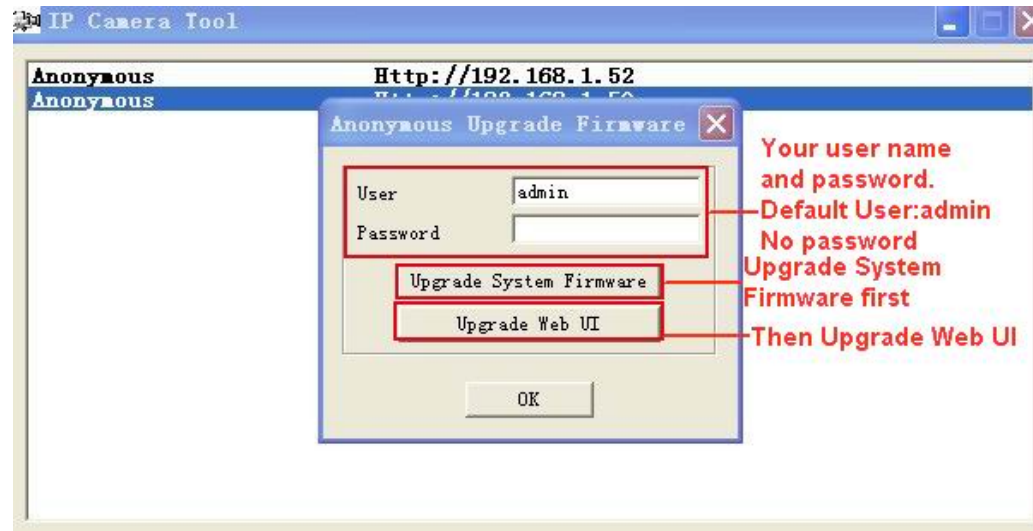 IP Camera Tool
Anonymous Http://192.168.1.52
Anonymous
Anonymous Upgrade Firmware
User admin
Password
Upgrade System Firmware
Upgrade Web UI
OK
Your user name
and password.
Default User:admin
No password
Upgrade System
Firmware first
Then Upgrade Web UI